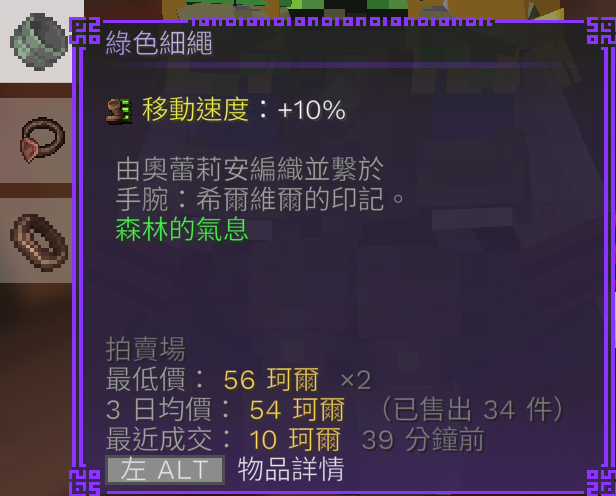 綠色細繩
移動速度：+10%
由奧蕾莉安編織並繫於
手腕：希爾維爾的印記。
森林的氣息
拍賣場
最低價： 56 珂爾 ×2
3 日均價： 54 珂爾 （已售出 34 件）
最近成交： 10 珂爾 39 分鐘前
左 ALT 物品詳情